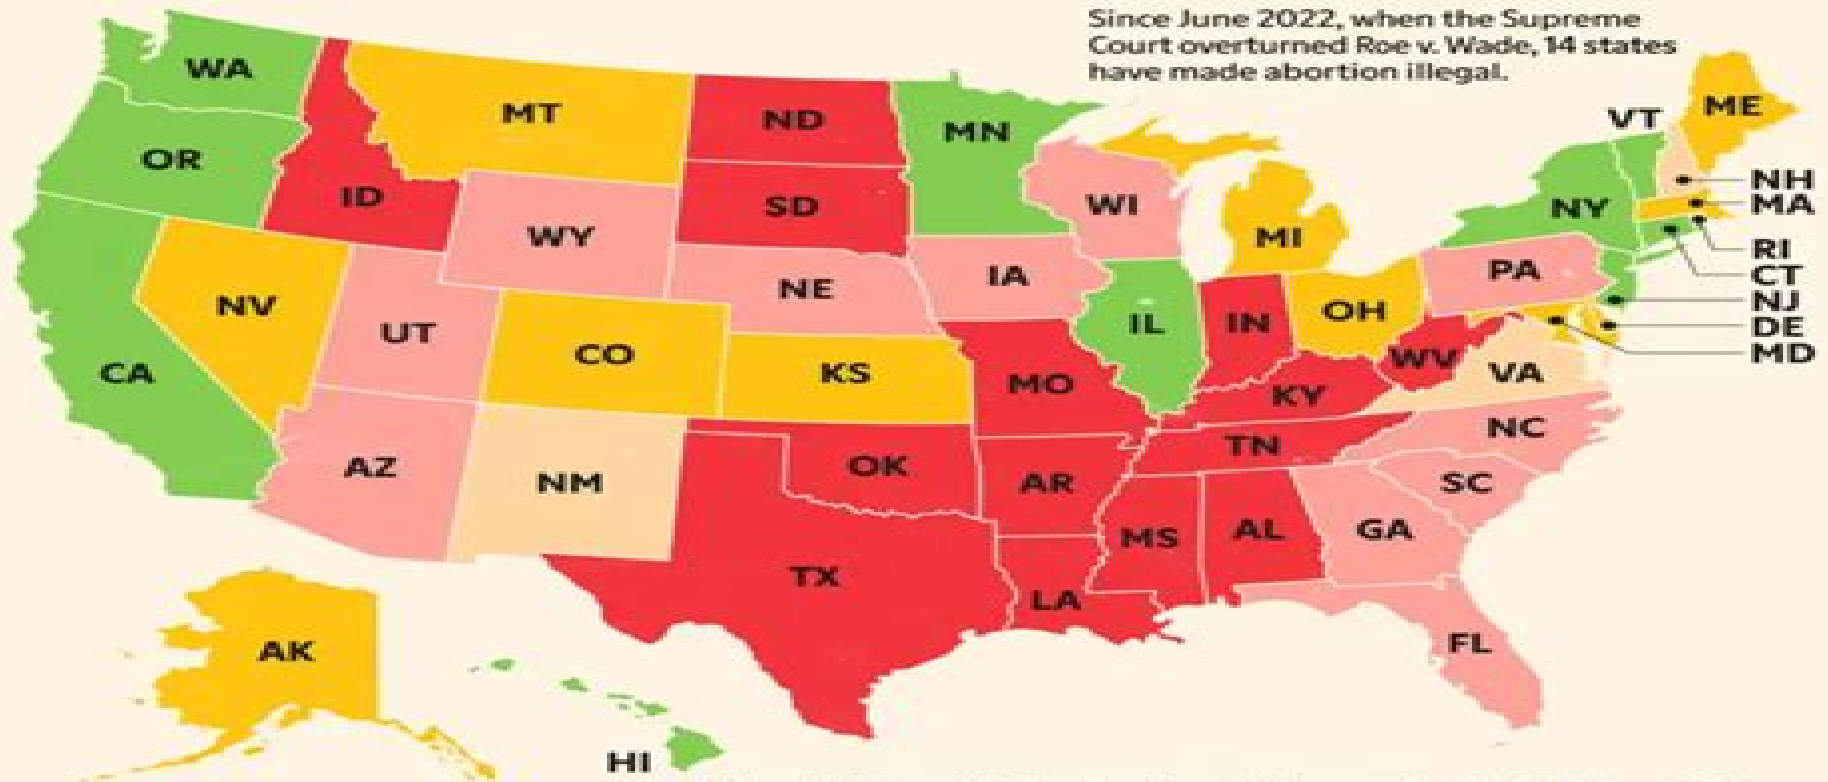 Since June 2022, when the Supreme
Court overturned Roe v. Wade, 14 states
have made abortion illegal.
WA
MT
ND
MN
VT
ME
OR
ID
SD
WI
NY
NH
MA
WY
MI
RI
NV
NE
IA
PA
CT
UT
CO
IL
IN
OH
NJ
DE
MD
CA
KS
MO
WV
VA
KY
AZ
NM
OK
TN
NC
AR
SC
MS
AL
GA
TX
LA
AK
FL
HI